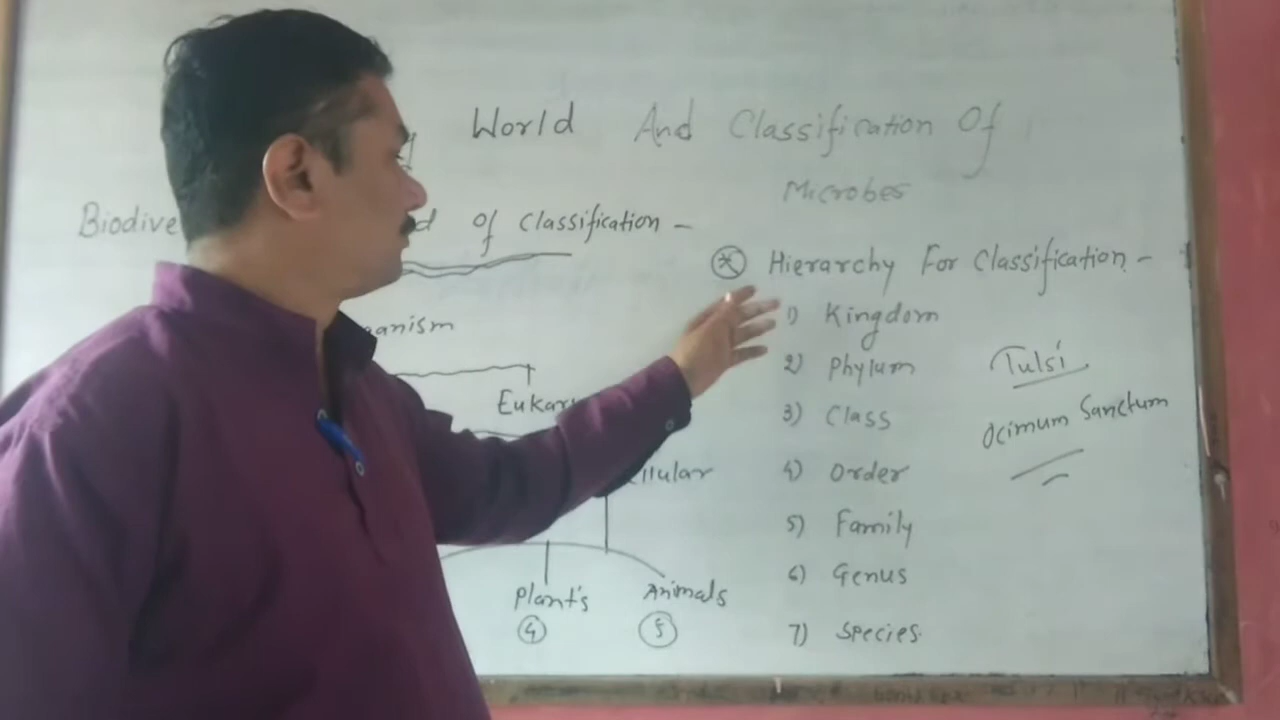 World And Classification Of
Microbes
Biodive d Of Classification -
* Hierarchy For Classification -
anism
1) Kingdom
2) Phylum
3) Class
4) Order
5) Family
6) Genus
7) Species
Tulsi
Ocimum Sanctum
Eukary
llular
Plant's
4
Animals
5